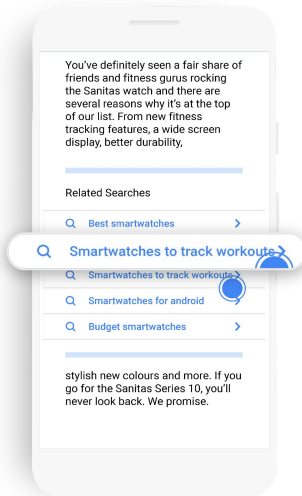 You've definitely seen a fair share of
friends and fitness gurus rocking
the Sanitas watch and there are
several reasons why it's at the top
of our list. From new fitness
tracking features, a wide screen
display, better durability,
Related Searches
Best smartwatches
Smartwatches to track workouts
Smartwatches to track workouts
Smartwatches for android
Budget smartwatches
stylish new colours and more. If you
go for the Sanitas Series 10, you'll
never look back. We promise.